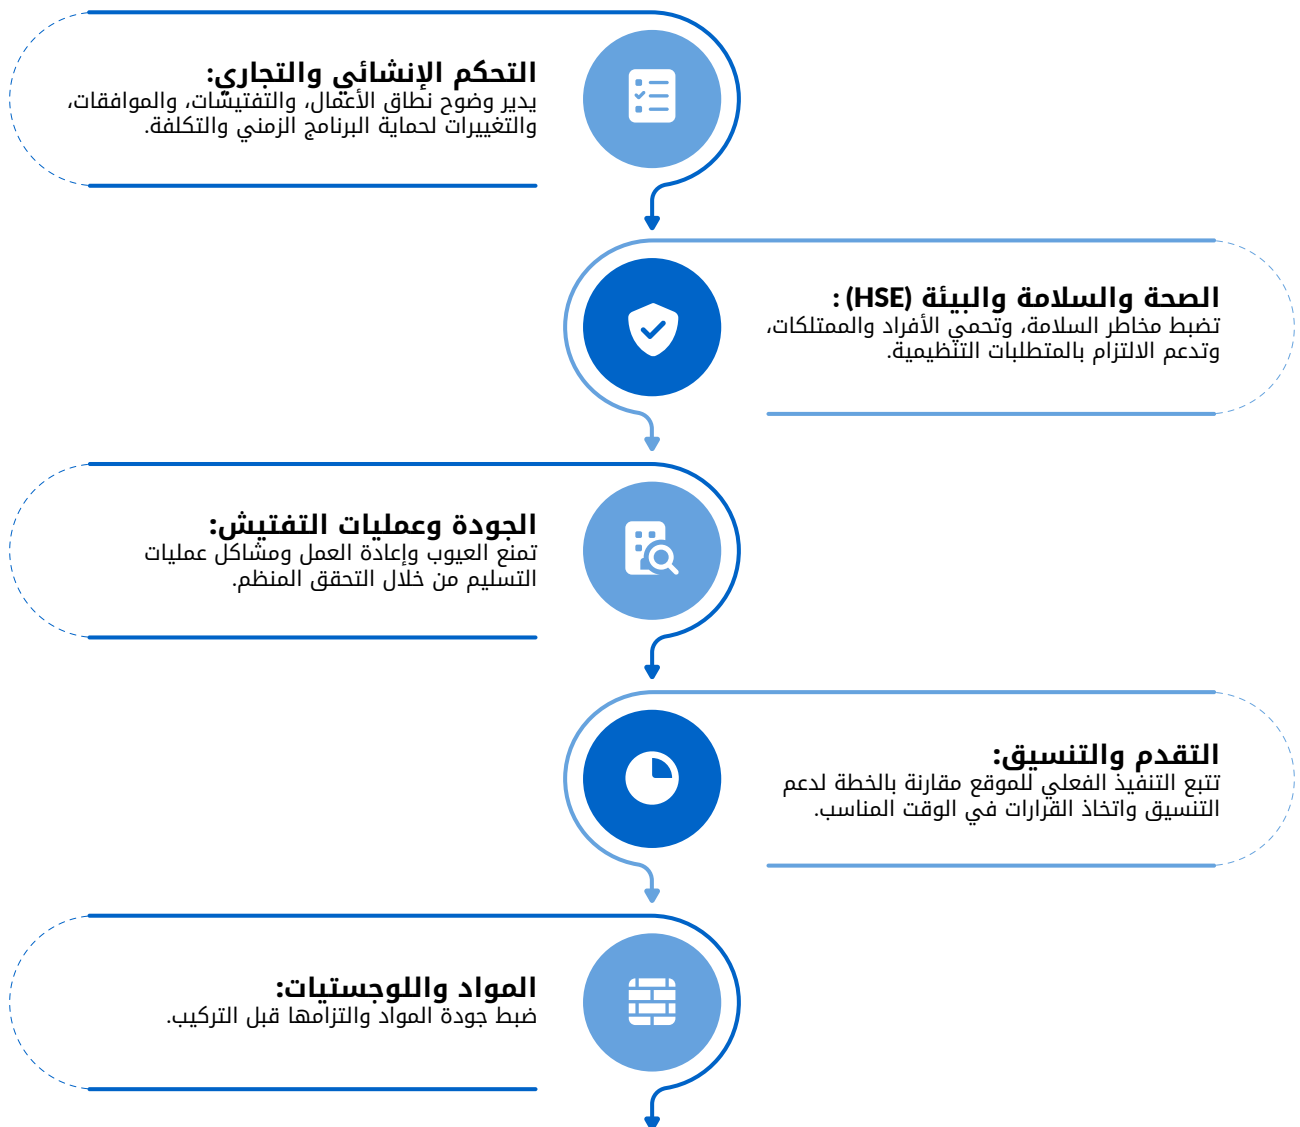 التحكم الإنشائي والتجاري:
يدير وضوح نطاق الأعمال، والتفتيشات، والموافقات،
والتغييرات لحماية البرنامج الزمني والتكلفة.
الصحة والسلامة والبيئة (HSE) :
تضبط مخاطر السلامة، وتحمي الأفراد والممتلكات،
وتدعم الالتزام بالمتطلبات التنظيمية.
الجودة وعمليات التفتيش:
تمنع العيوب وإعادة العمل ومشاكل عمليات
التسليم من خلال التحقق المنظم.
التقدم والتنسيق:
تتبع التنفيذ الفعلي للموقع مقارنة بالخطة لدعم
التنسيق واتخاذ القرارات في الوقت المناسب.
المواد واللوجستيات:
ضبط جودة المواد والتزامها قبل التركيب.